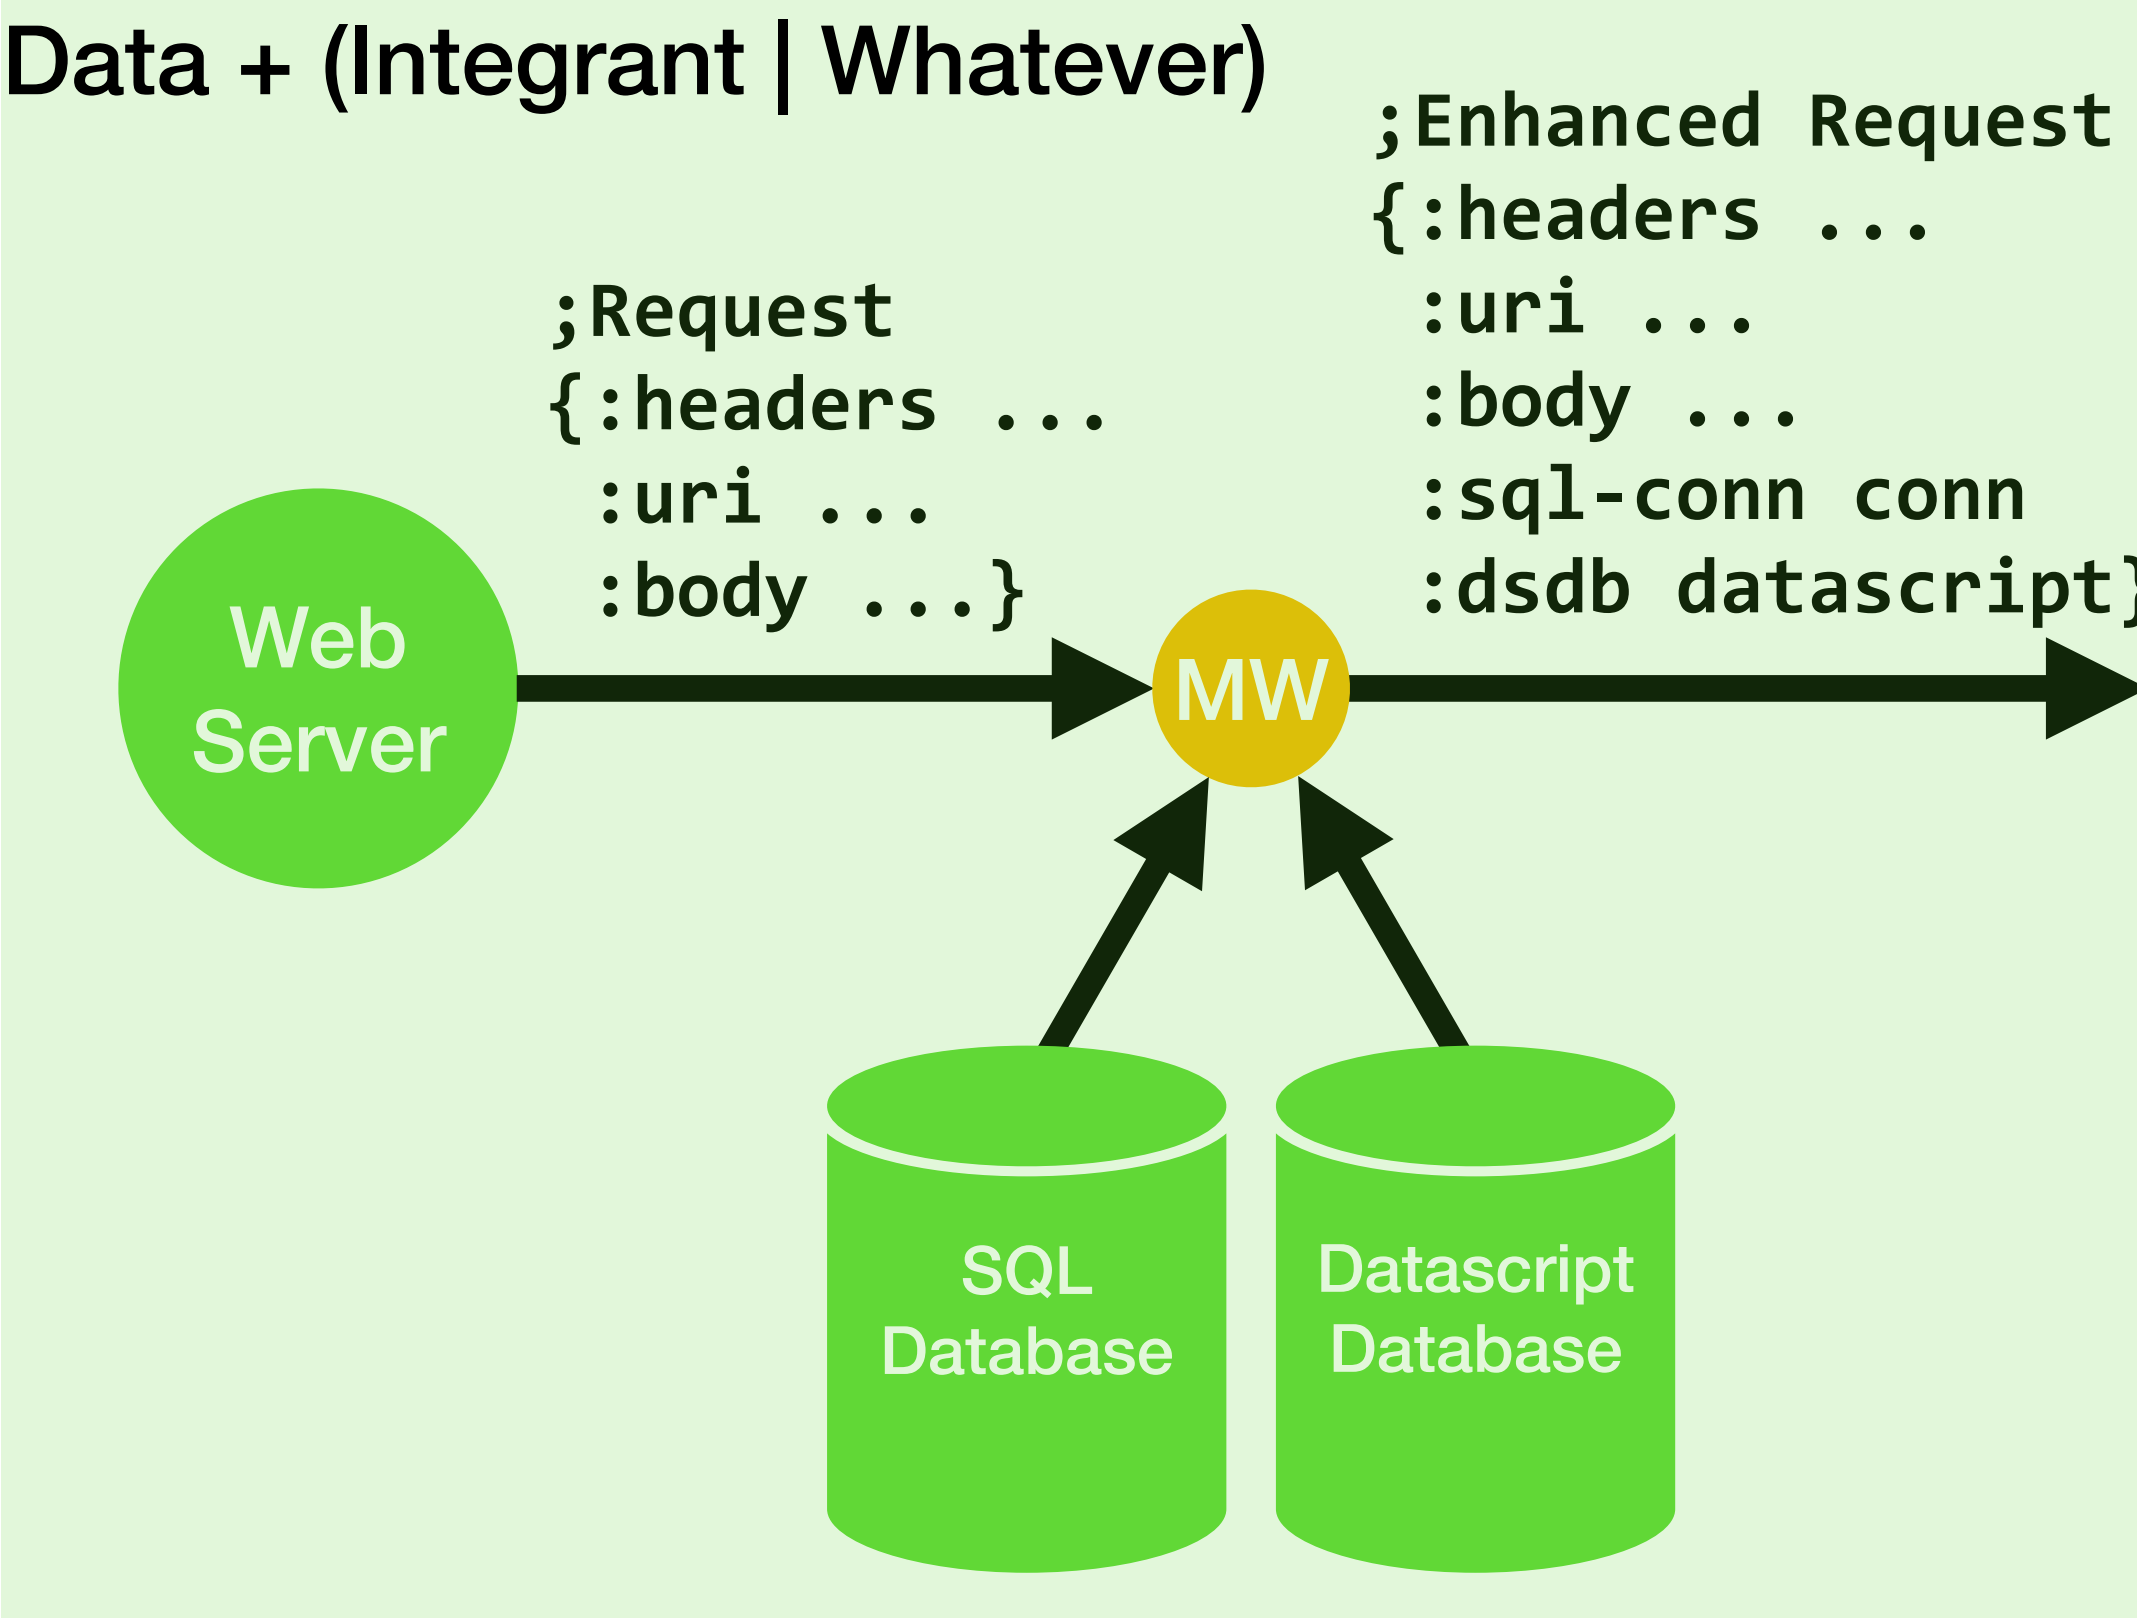 Data + (Integrant | Whatever)
;Request
{:headers ...
:uri ...
:body ...}
;Enhanced Request
{:headers ...
:uri ...
:body ...
:sql-conn conn
:dsdb datascript}
Web
Server
MW
SQL
Database
Datascript
Database